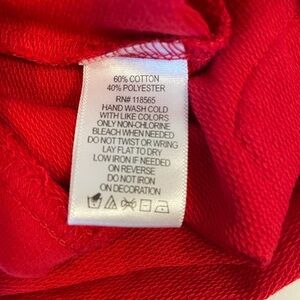 60% COTTON
40% POLYESTER
RN# 118565
HAND WASH COLD
WITH LIKE COLORS
ONLY NON-CHLORINE
BLEACH WHEN NEEDED
DO NOT TWIST OR WRING
LAY FLAT TO DRY
LOW IRON IF NEEDED
ON REVERSE
DO NOT IRON
ON DECORATION